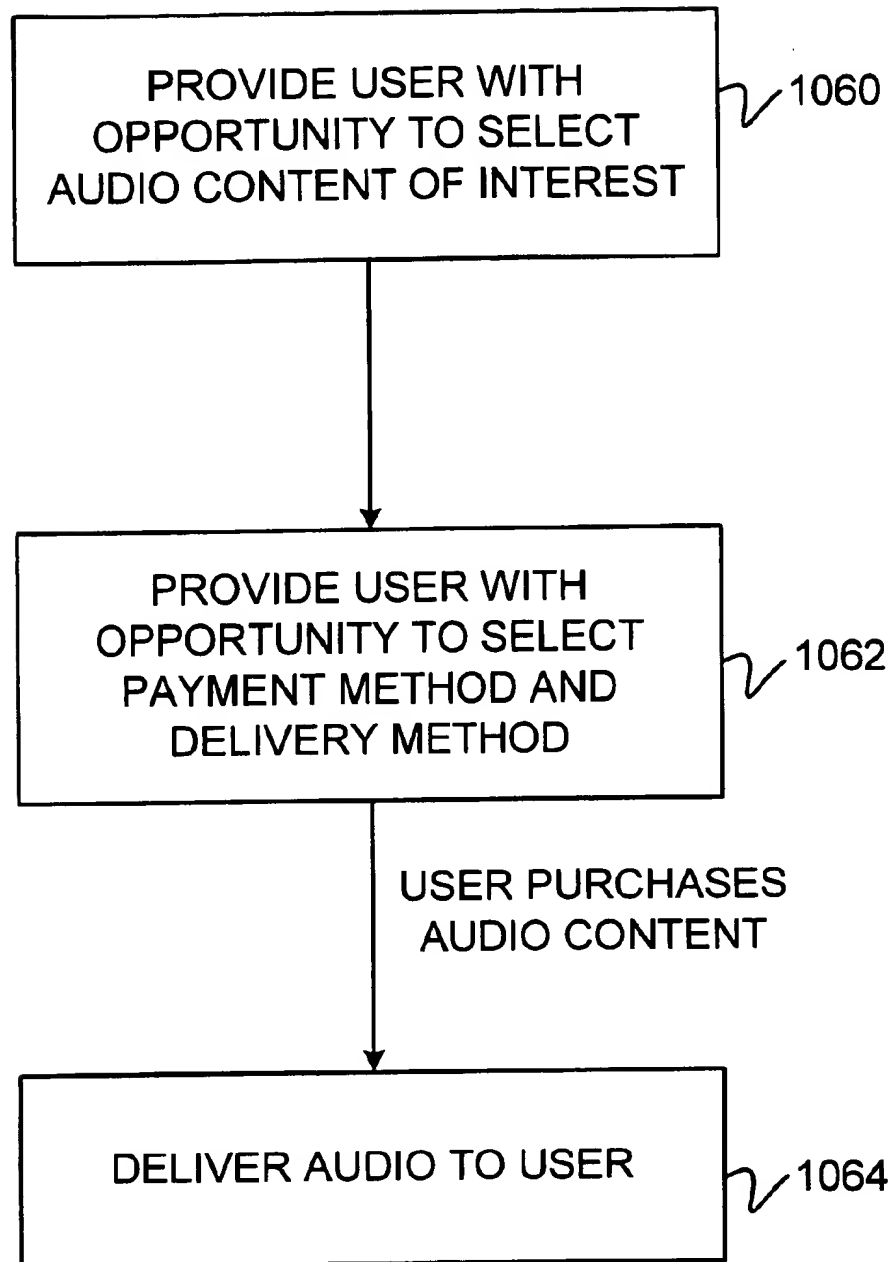 PROVIDE USER WITH
OPPORTUNITY TO SELECT
AUDIO CONTENT OF INTEREST
1060
PROVIDE USER WITH
OPPORTUNITY TO SELECT
PAYMENT METHOD AND
DELIVERY METHOD
1062
USER PURCHASES
AUDIO CONTENT
DELIVER AUDIO TO USER
1064